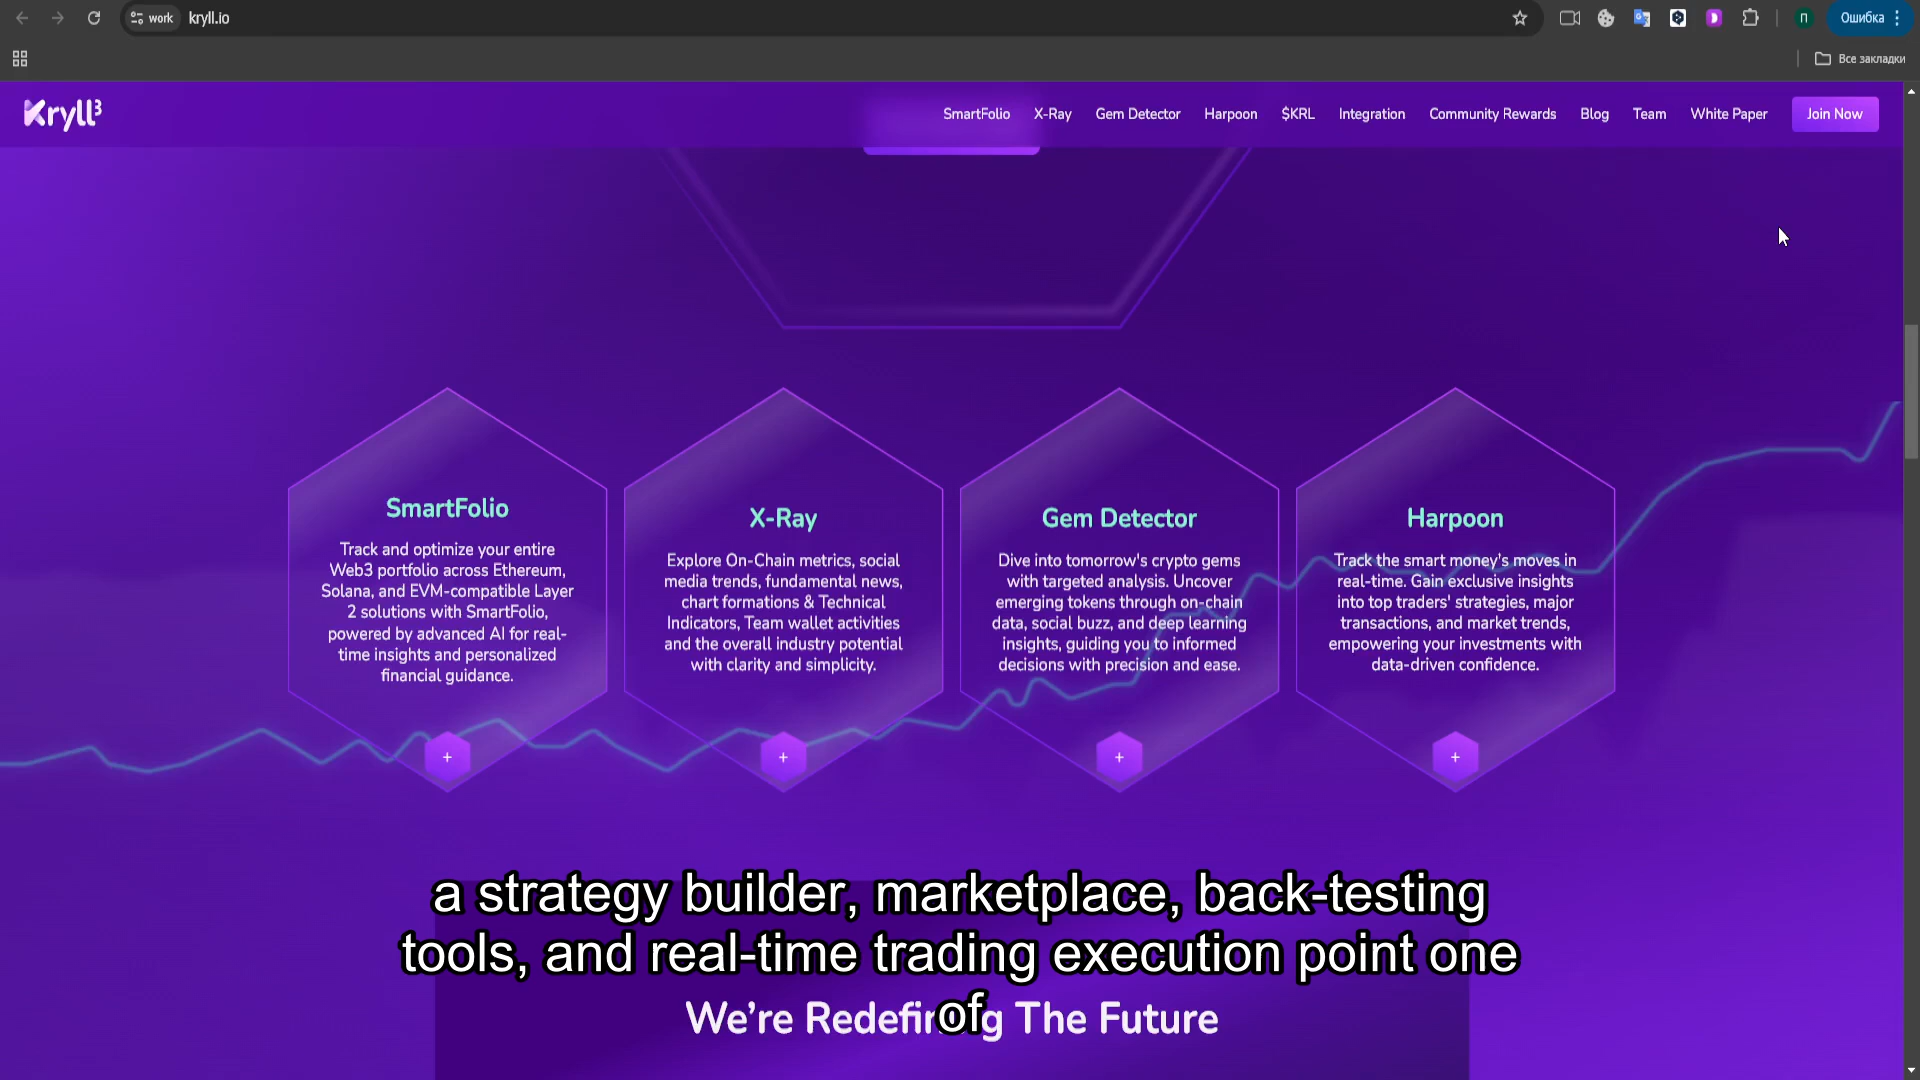 work kryll.io
Ошибка
Все закладки
Kryll³
SmartFolio X-Ray Gem Detector Harpoon $KRL Integration Community Rewards Blog Team White Paper Join Now
SmartFolio
Track and optimize your entire
Web3 portfolio across Ethereum,
Solana, and EVM-compatible Layer
2 solutions with SmartFolio,
powered by advanced AI for real-
time insights and personalized
financial guidance.
+
X-Ray
Explore On-Chain metrics, social
media trends, fundamental news,
chart formations & Technical
Indicators, Team wallet activities
and the overall industry potential
with clarity and simplicity.
+
Gem Detector
Dive into tomorrow's crypto gems
with targeted analysis. Uncover
emerging tokens through on-chain
data, social buzz, and deep learning
insights, guiding you to informed
decisions with precision and ease.
+
Harpoon
Track the smart money's moves in
real-time. Gain exclusive insights
into top traders' strategies, major
transactions, and market trends,
empowering your investments with
data-driven confidence.
+
a strategy builder, marketplace, back-testing
tools, and real-time trading execution point one
of
We're Redefining The Future